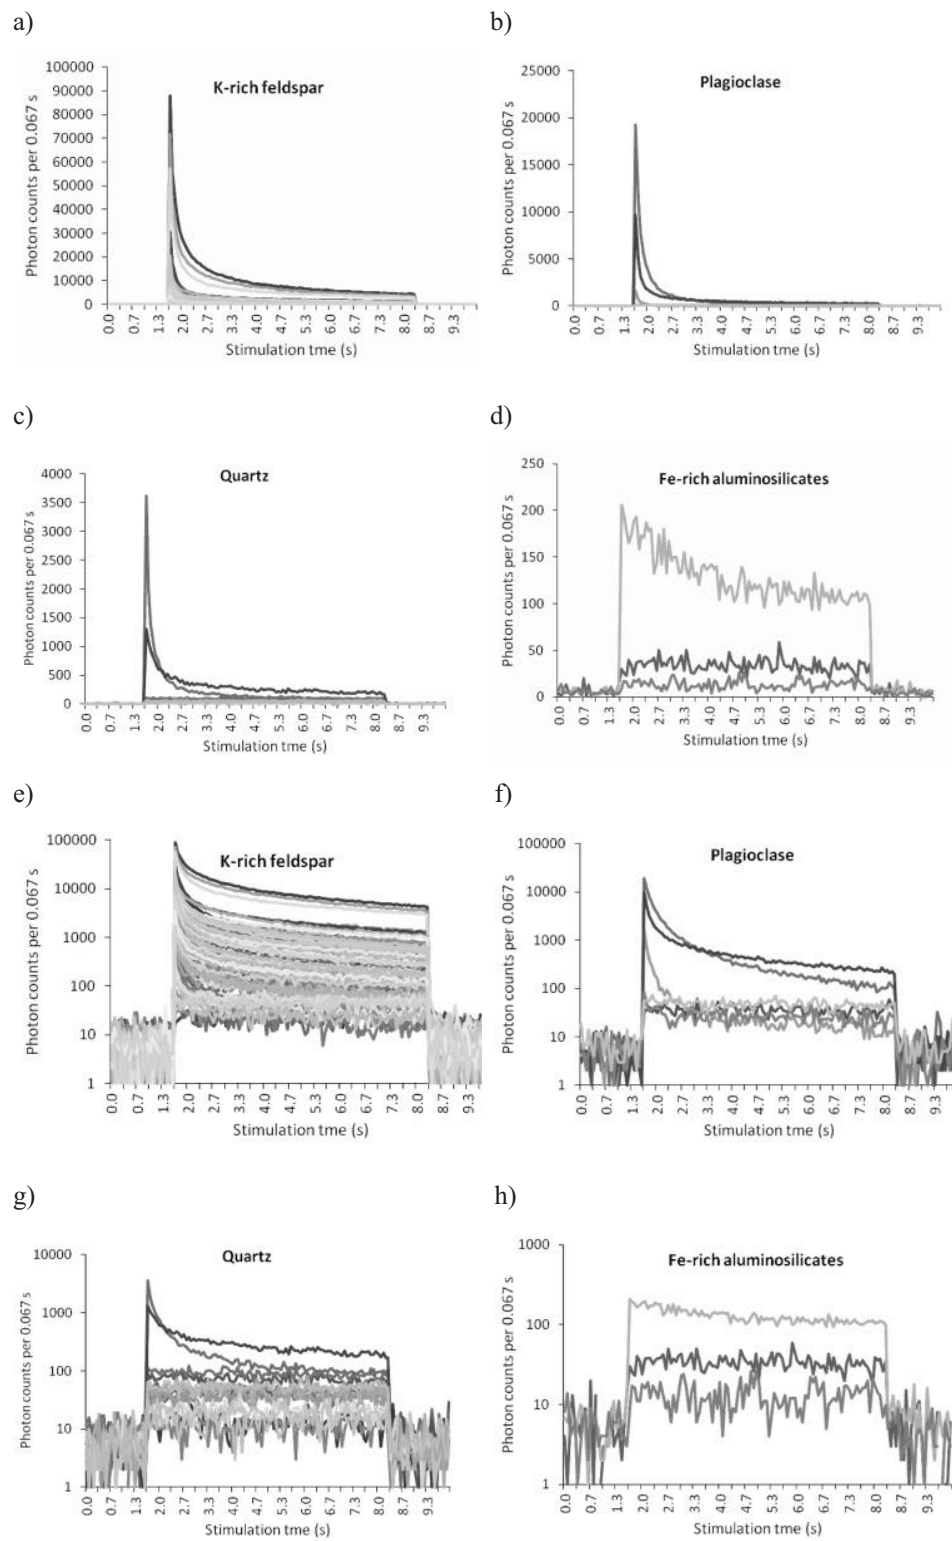 a)
K-rich feldspar
Photon counts per 0.067 s
100000
90000
80000
70000
60000
50000
40000
30000
20000
10000
0
0.0 0.7 1.3 2.0 2.7 3.3 4.0 4.7 5.3 6.0 6.7 7.3 8.0 8.7 9.3
Stimulation tme (s)
b)
Plagioclase
Photon counts per 0.067 s
25000
20000
15000
10000
5000
0
0.0 0.7 1.3 2.0 2.7 3.3 4.0 4.7 5.3 6.0 6.7 7.3 8.0 8.7 9.3
Stimulation tme (s)
c)
Quartz
Photon counts per 0.067 s
4000
3500
3000
2500
2000
1500
1000
500
0
0.0 0.7 1.3 2.0 2.7 3.3 4.0 4.7 5.3 6.0 6.7 7.3 8.0 8.7 9.3
Stimulation tme (s)
d)
Fe-rich aluminosilicates
Photon counts per 0.067 s
250
200
150
100
50
0
0.0 0.7 1.3 2.0 2.7 3.3 4.0 4.7 5.3 6.0 6.7 7.3 8.0 8.7 9.3
Stimulation tme (s)
e)
K-rich feldspar
Photon counts per 0.067 s
100000
10000
1000
100
10
1
0.0 0.7 1.3 2.0 2.7 3.3 4.0 4.7 5.3 6.0 6.7 7.3 8.0 8.7 9.3
Stimulation tme (s)
f)
Plagioclase
Photon counts per 0.067 s
100000
10000
1000
100
10
1
0.0 0.7 1.3 2.0 2.7 3.3 4.0 4.7 5.3 6.0 6.7 7.3 8.0 8.7 9.3
Stimulation tme (s)
g)
Quartz
Photon counts per 0.067 s
10000
1000
100
10
1
0.0 0.7 1.3 2.0 2.7 3.3 4.0 4.7 5.3 6.0 6.7 7.3 8.0 8.7 9.3
Stimulation tme (s)
h)
Fe-rich aluminosilicates
Photon counts per 0.067 s
1000
100
10
1
0.0 0.7 1.3 2.0 2.7 3.3 4.0 4.7 5.3 6.0 6.7 7.3 8.0 8.7 9.3
Stimulation tme (s)